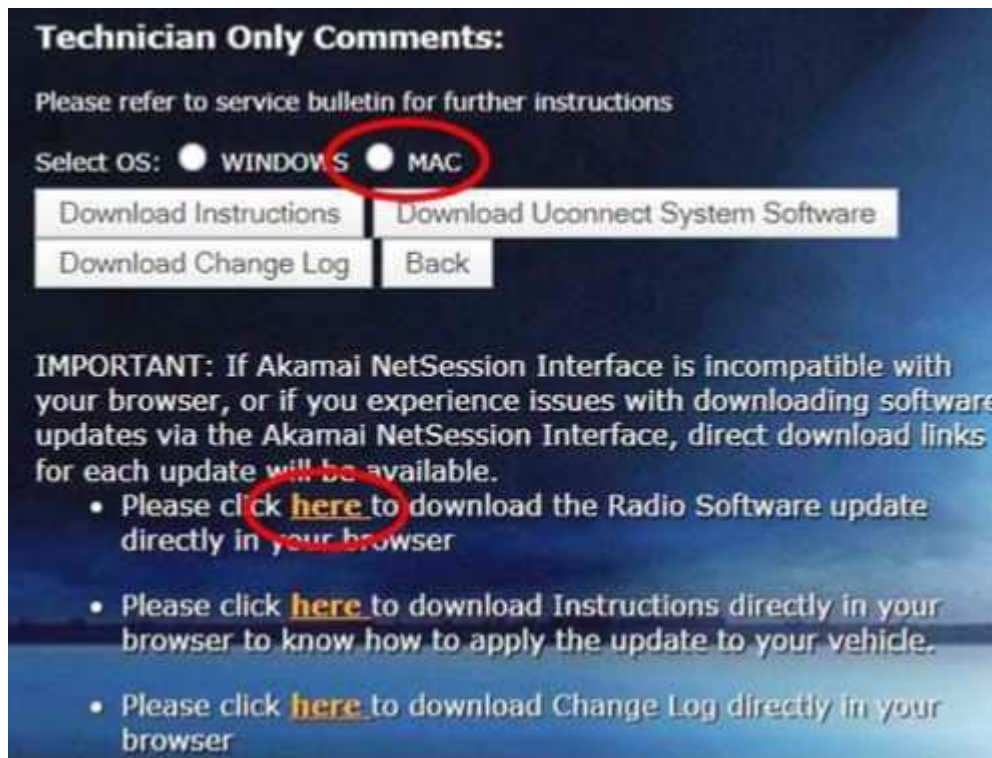 Technician Only Comments:
Please refer to service bulletin for further instructions
Select OS: WINDOWS MAC
Download Instructions Download Uconnect System Software
Download Change Log Back
IMPORTANT: If Akamai NetSession Interface is incompatible with
your browser, or if you experience issues with downloading software
updates via the Akamai NetSession Interface, direct download links
for each update will be available.
• Please click here to download the Radio Software update
directly in your browser
• Please click here to download Instructions directly in your
browser to know how to apply the update to your vehicle.
• Please click here to download Change Log directly in your
browser